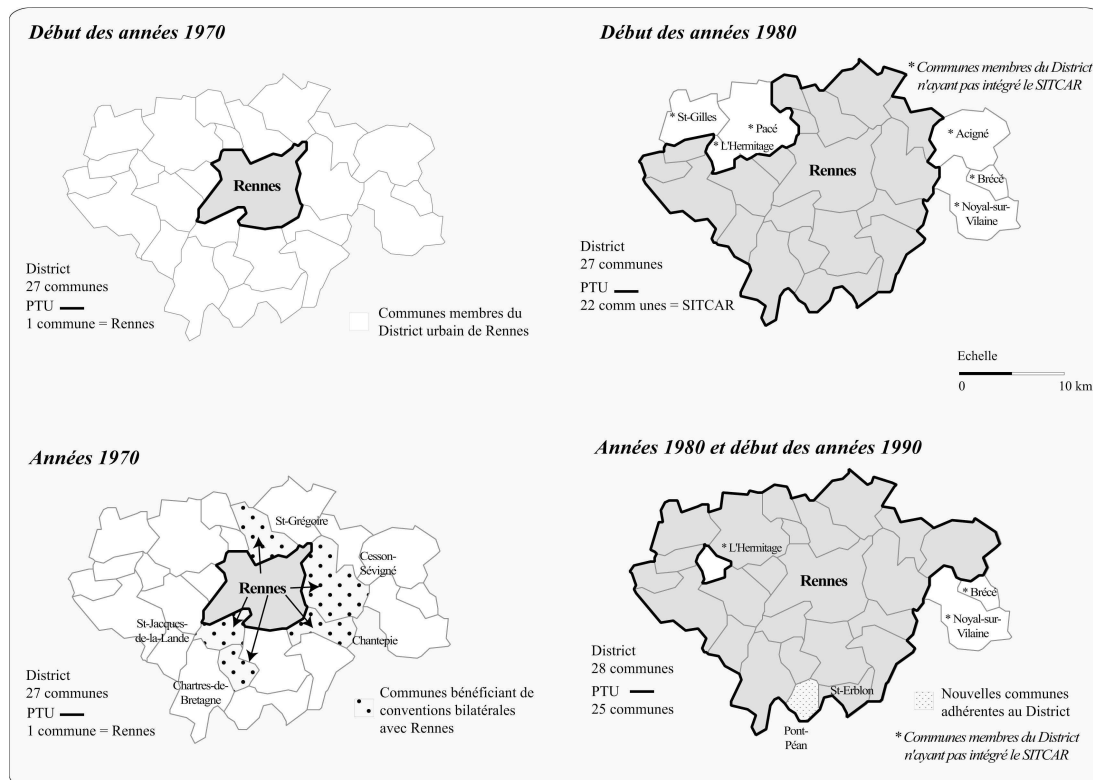 Début des années 1970
Rennes
District
27 communes
PTU
1 commune = Rennes
Communes membres du
District urbain de Rennes
Début des années 1980
* Communes membres du District
n'ayant pas intégré le SITCAR
* St-Gilles
* Pacé
* L'Hermitage
* Acigné
Rennes
* Brécé
* Noyal-sur-
Vilaine
District
27 communes
PTU
22 comm unes = SITCAR
Echelle
0 10 km
Années 1970
St-Grégoire
Cesson-
Sévigné
Rennes
St-Jacques-
de-la-Lande
Chantepie
Chartres-de-
Bretagne
District
27 communes
PTU
1 commune = Rennes
Communes bénéficiant de
conventions bilatérales
avec Rennes
Années 1980 et début des années 1990
* L'Hermitage
Rennes
* Brécé
* Noyal-sur-
Vilaine
District
28 communes
PTU
25 communes
St-Erblon
Pont-
Péan
Nouvelles communes
adhérentes au District
* Communes membres du District
n'ayant pas intégré le SITCAR